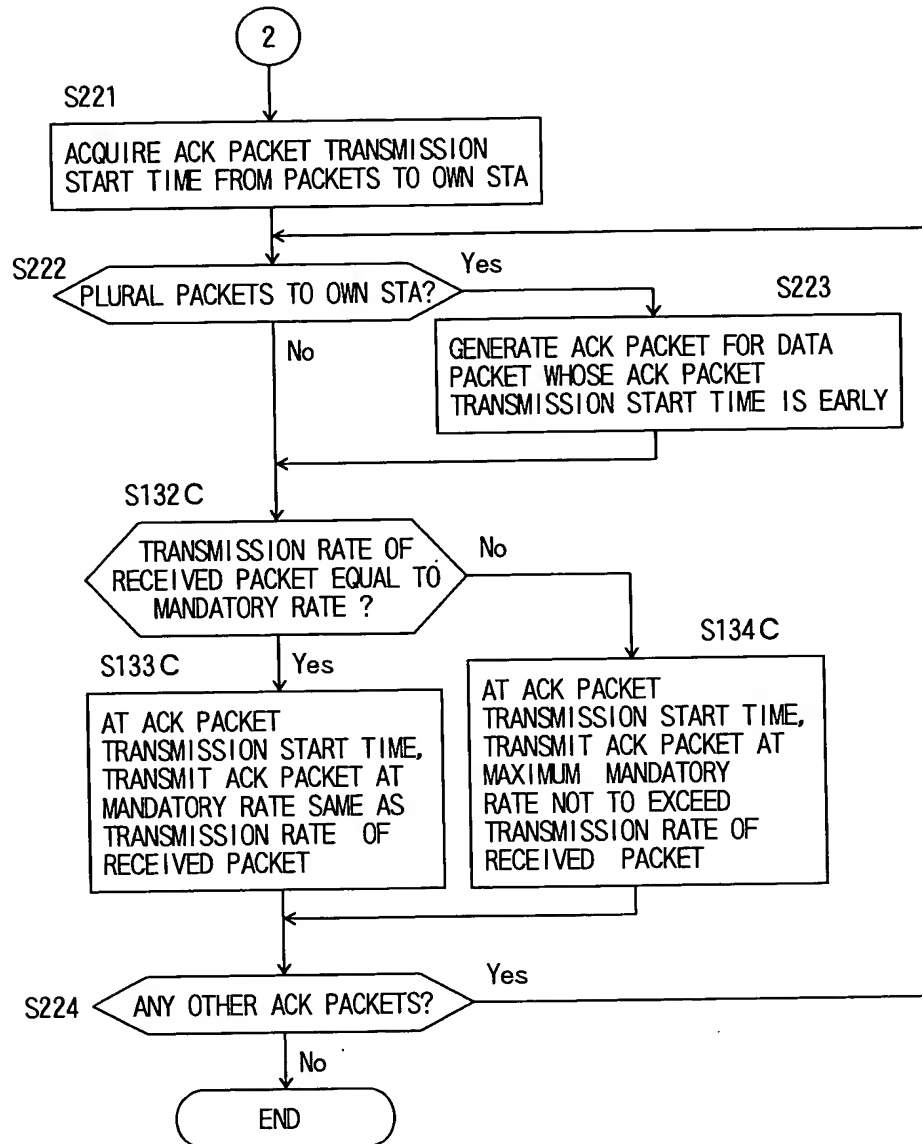 2
S221
ACQUIRE ACK PACKET TRANSMISSION
START TIME FROM PACKETS TO OWN STA
S222
PLURAL PACKETS TO OWN STA?
Yes
No
S223
GENERATE ACK PACKET FOR DATA
PACKET WHOSE ACK PACKET
TRANSMISSION START TIME IS EARLY
S132C
TRANSMISSION RATE OF
RECEIVED PACKET EQUAL TO
MANDATORY RATE ?
No
Yes
S133C
AT ACK PACKET
TRANSMISSION START TIME,
TRANSMIT ACK PACKET AT
MANDATORY RATE SAME AS
TRANSMISSION RATE OF
RECEIVED PACKET
S134C
AT ACK PACKET
TRANSMISSION START TIME,
TRANSMIT ACK PACKET AT
MAXIMUM MANDATORY
RATE NOT TO EXCEED
TRANSMISSION RATE OF
RECEIVED PACKET
S224
ANY OTHER ACK PACKETS?
Yes
No
END